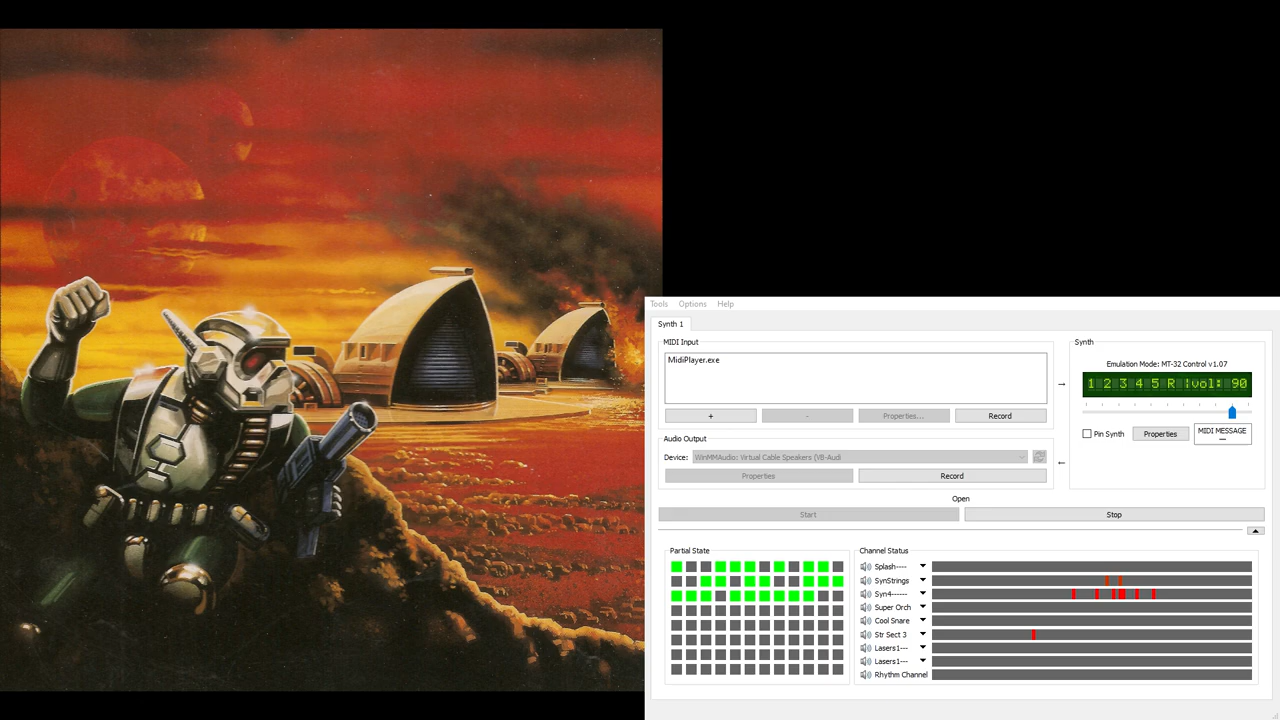 Tools Options Help
Synth 1
MIDI Input
MidiPlayer.exe
+ - Properties... Record
Audio Output
Device: WinMMAudio: Virtual Cable Speakers (VB-Audi
Properties Record
Synth
Emulation Mode: MT-32 Control v1.07
1 2 3 4 5 R |vol: 90
Pin Synth Properties MIDI MESSAGE
Open
Start Stop
Partial State
Channel Status
Splash----
SynStrings
Syn4------
Super Orch
Cool Snare
Str Sect 3
Lasers1---
Lasers1---
Rhythm Channel